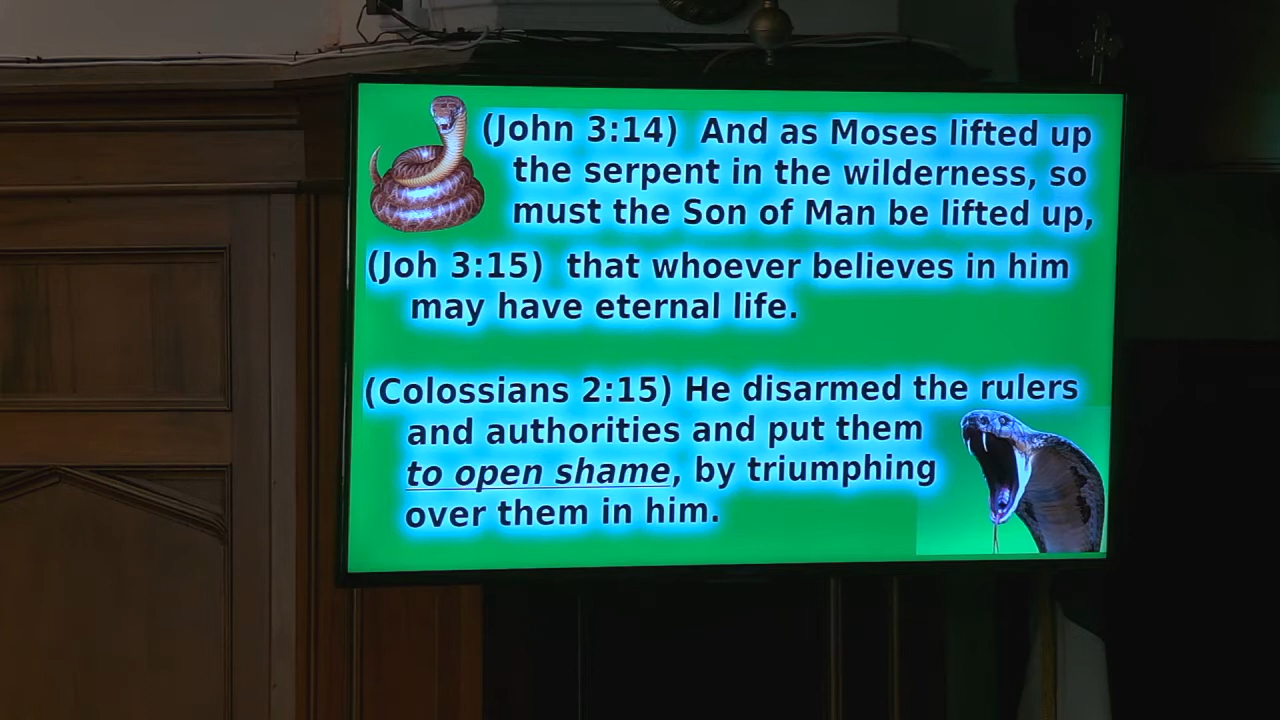 (John 3:14) And as Moses lifted up
the serpent in the wilderness, so
must the Son of Man be lifted up,
(Joh 3:15) that whoever believes in him
may have eternal life.
(Colossians 2:15) He disarmed the rulers
and authorities and put them
to open shame, by triumphing
over them in him.